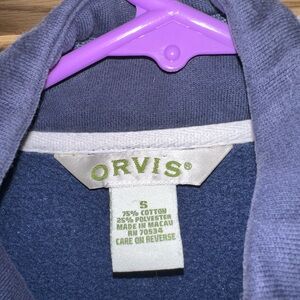 ORVIS®
S
75% COTTON
25% POLYESTER
MADE IN MACAU
RN 70534
CARE ON REVERSE